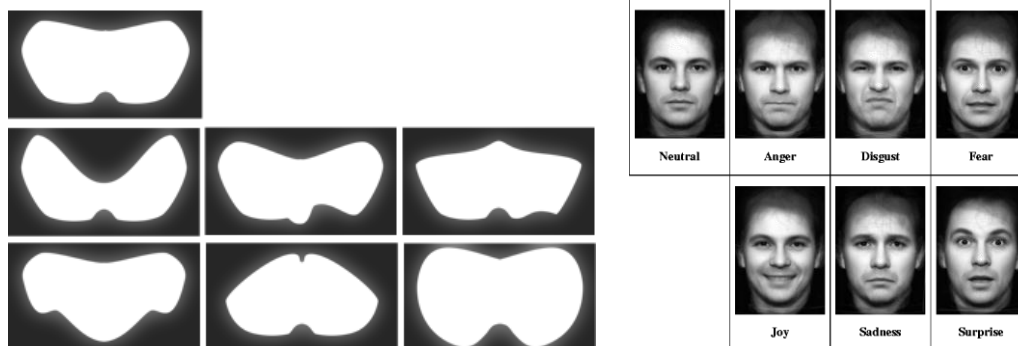 Neutral
Anger
Disgust
Fear
Joy
Sadness
Surprise